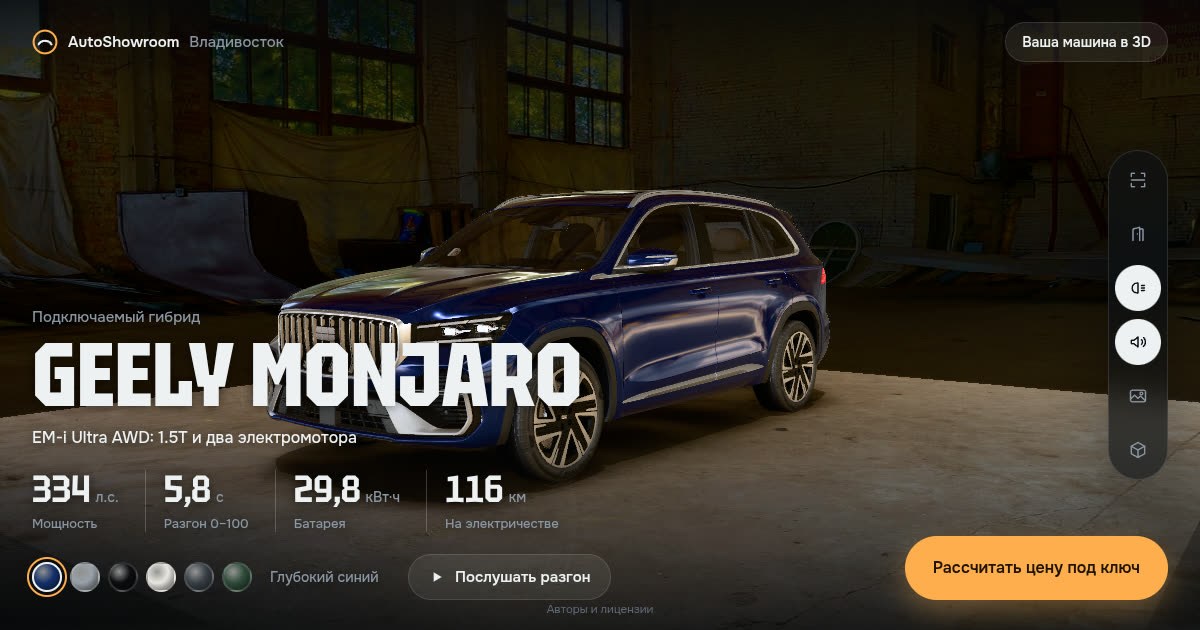 AutoShowroom Владивосток
Ваша машина в 3D
Подключаемый гибрид
GEELY MONJARO
EM-i Ultra AWD: 1.5T и два электромотора
334 л.с.
Мощность
5,8 с
Разгон 0–100
29,8 кВт·ч
Батарея
116 км
На электричестве
Глубокий синий
Послушать разгон
Рассчитать цену под ключ
Авторы и лицензии